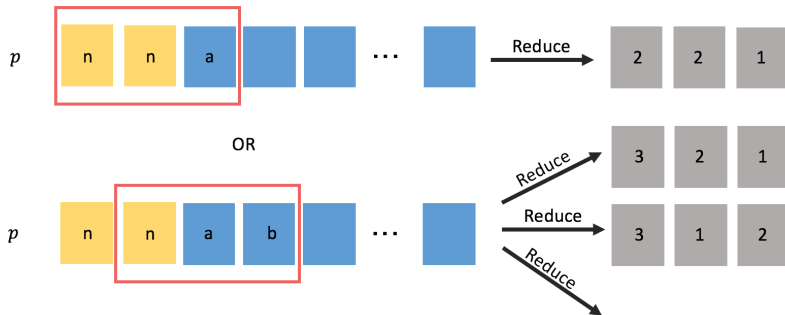 p n n a ... Reduce 2 2 1
OR
Reduce 3 2 1
p n n a b ... Reduce 3 1 2
Reduce